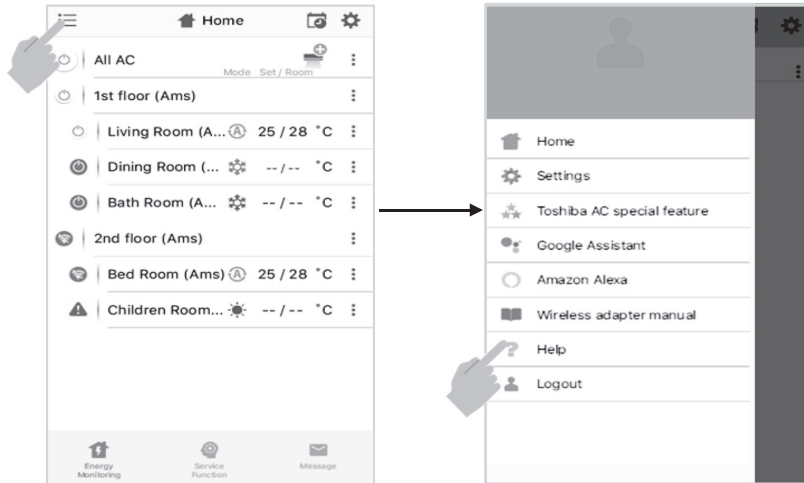 Home
All AC
Mode Set / Room
1st floor (Ams)
Living Room (A... A 25 / 28 °C
Dining Room (... -- / -- °C
Bath Room (A... -- / -- °C
2nd floor (Ams)
Bed Room (Ams) A 25 / 28 °C
Children Room... -- / -- °C
Energy
Monitoring
Service
Function
Message
Home
Settings
Toshiba AC special feature
Google Assistant
Amazon Alexa
Wireless adapter manual
Help
Logout